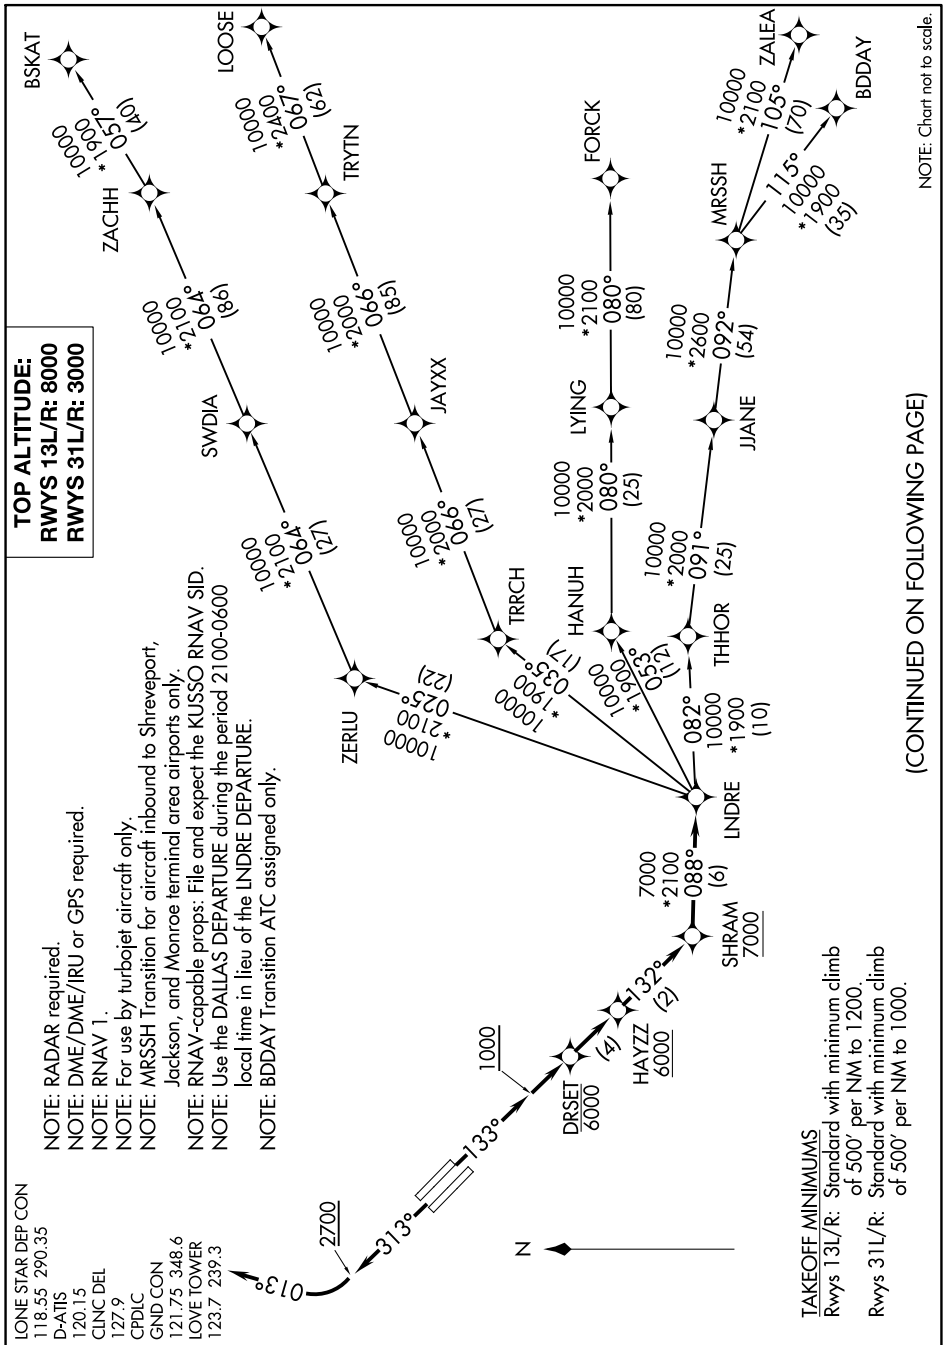 LONE STAR DEP CON
118.55 290.35
D-ATIS
120.15
CLNC DEL
127.9
CPDLC
GND CON
121.75 348.6
LOVE TOWER
123.7 239.3
NOTE: RADAR required.
NOTE: DME/DME/IRU or GPS required.
NOTE: RNAV 1.
NOTE: For use by turbojet aircraft only.
NOTE: MRSSH Transition for aircraft inbound to Shreveport,
Jackson, and Monroe terminal area airports only.
NOTE: RNAV-capable props: File and expect the KUSSO RNAV SID.
NOTE: Use the DALLAS DEPARTURE during the period 2100-0600
local time in lieu of the LNDRE DEPARTURE.
NOTE: BDDAY Transition ATC assigned only.
TOP ALTITUDE:
RWYS 13L/R: 8000
RWYS 31L/R: 3000
013°
2700
313°
133°
1000
DRSET
6000
(4)
HAYZZ
6000
132°
(2)
SHRAM
7000
7000
*2100
088°
(6)
LNDRE
10000
*2100
025°
(22)
ZERLU
10000
*2100
064°
(27)
SWDIA
10000
*2100
064°
(86)
ZACHH
10000
*1900
057°
(40)
BSKAT
10000
*1900
035°
(17)
TRRCH
10000
*2000
066°
(27)
JAYXX
10000
*2000
066°
(85)
TRYTN
10000
*2400
067°
(62)
LOOSE
10000
*1900
053°
(12)
HANUH
10000
*2000
080°
(25)
LYING
10000
*2100
080°
(80)
FORCK
082°
10000
*1900
(10)
THHOR
10000
*2000
091°
(25)
JJANE
10000
*2600
092°
(54)
MRSSH
10000
*2100
105°
(70)
ZALEA
115°
10000
*1900
(35)
BDDAY
N
TAKEOFF MINIMUMS
Rwys 13L/R: Standard with minimum climb
of 500' per NM to 1200.
Rwys 31L/R: Standard with minimum climb
of 500' per NM to 1000.
(CONTINUED ON FOLLOWING PAGE)
NOTE: Chart not to scale.